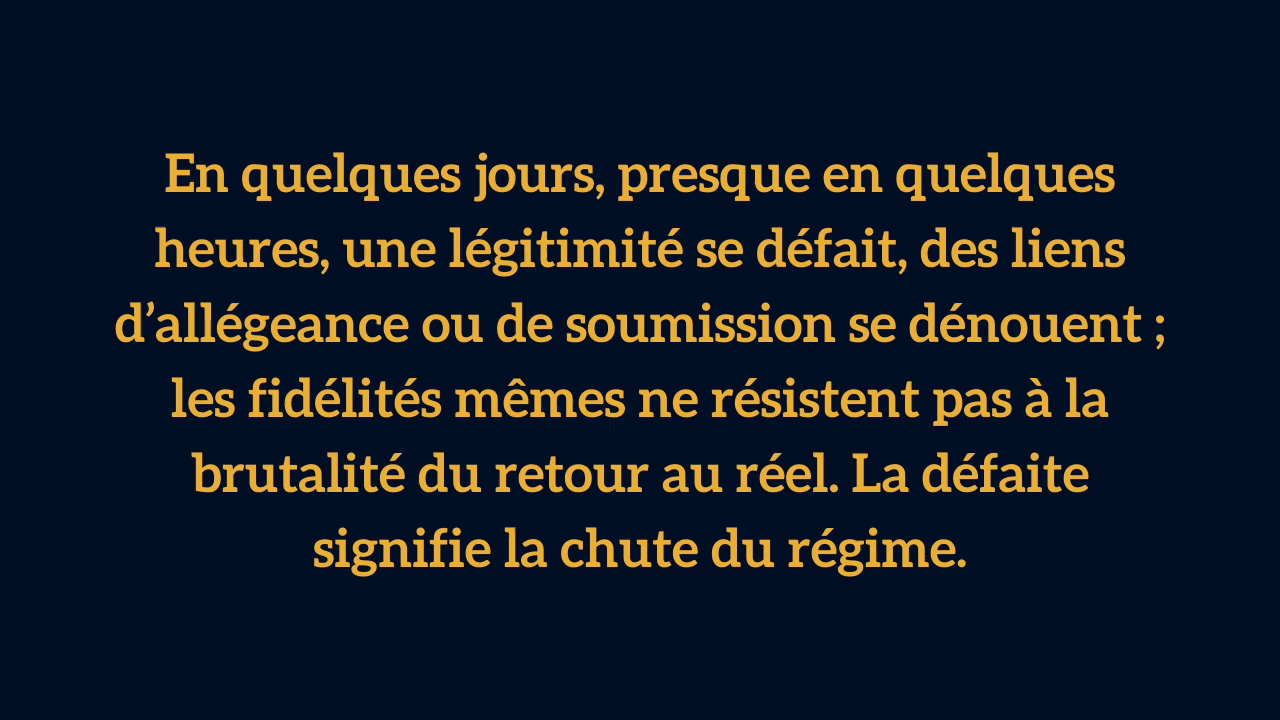 En quelques jours, presque en quelques
heures, une légitimité se défait, des liens
d’allégeance ou de soumission se dénouent ;
les fidélités mêmes ne résistent pas à la
brutalité du retour au réel. La défaite
signifie la chute du régime.